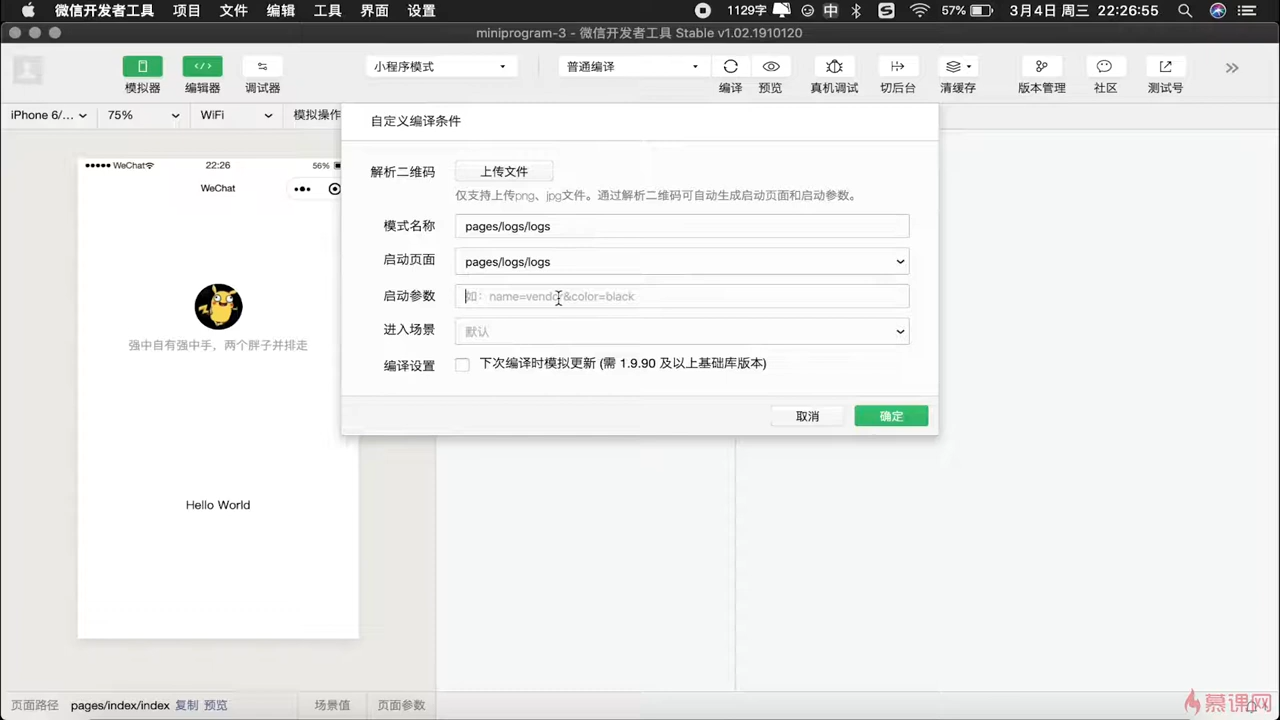 微信开发者工具 项目 文件 编辑 工具 界面 设置 1129字 中 57% 3月4日 周三 22:26:55
miniprogram-3 - 微信开发者工具 Stable v1.02.1910120
小程序模式 普通编译
模拟器 编辑器 调试器 编译 预览 真机调试 切后台 清缓存 版本管理 社区 测试号
iPhone 6/... 75% WiFi 模拟操作
自定义编译条件
WeChat 22:26 56%
解析二维码 上传文件
WeChat
仅支持上传png、jpg文件。通过解析二维码可自动生成启动页面和启动参数。
模式名称 pages/logs/logs
启动页面 pages/logs/logs
启动参数 如：name=vendor&color=black
进入场景 默认
强中自有强中手，两个胖子并排走
编译设置 下次编译时模拟更新 (需 1.9.90 及以上基础库版本)
取消 确定
Hello World
页面路径 pages/index/index 复制 预览 场景值 页面参数
慕课网